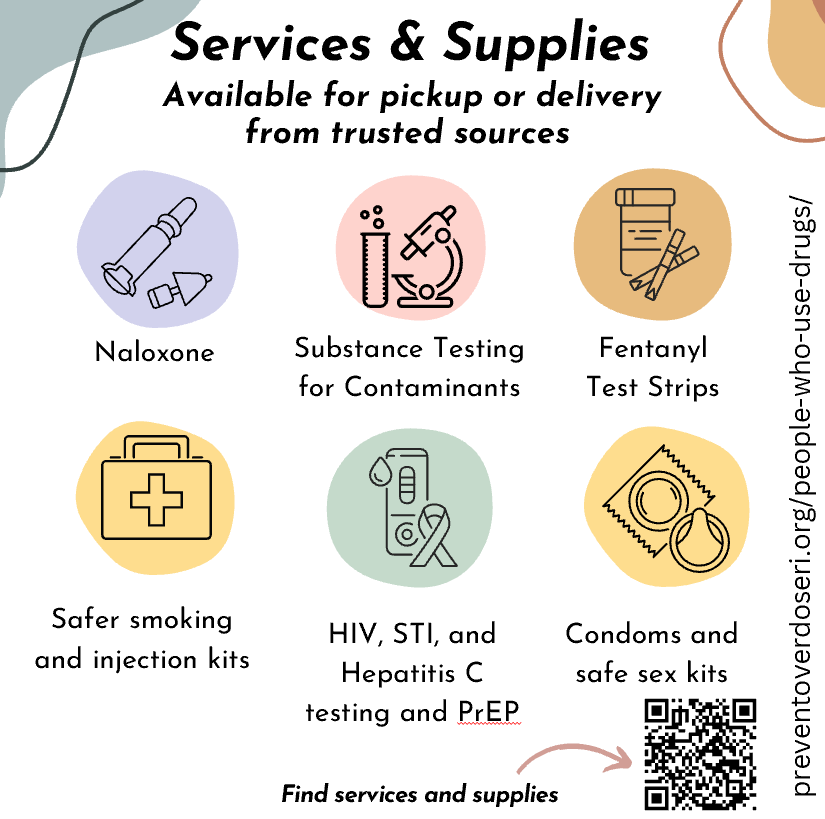 Services & Supplies
Available for pickup or delivery
from trusted sources
Naloxone
Substance Testing
for Contaminants
Fentanyl
Test Strips
Safer smoking
and injection kits
HIV, STI, and
Hepatitis C
testing and PrEP
Condoms and
safe sex kits
Find services and supplies
preventoverdoseri.org/people-who-use-drugs/